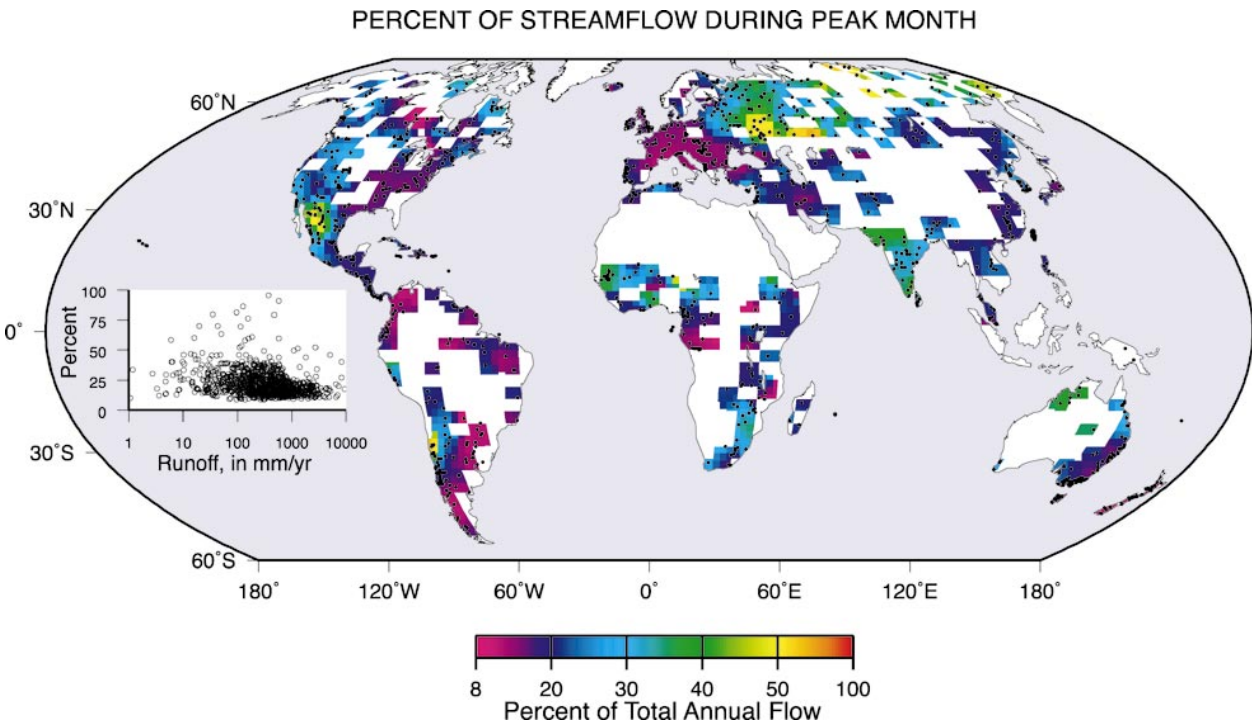 PERCENT OF STREAMFLOW DURING PEAK MONTH
60˚N
30˚N
0˚
30˚S
60˚S
100
75
50
25
0
Percent
1 10 100 1000 10000
Runoff, in mm/yr
180˚ 120˚W 60˚W 0˚ 60˚E 120˚E 180˚
8 20 30 40 50 100
Percent of Total Annual Flow